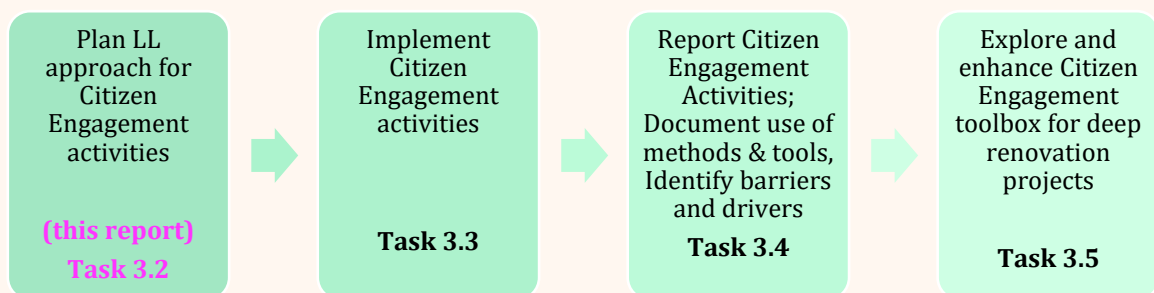 Plan LL
approach for
Citizen
Engagement
activities
(this report)
Task 3.2
Implement
Citizen
Engagement
activities
Task 3.3
Report Citizen
Engagement
Activities;
Document use of
methods & tools,
Identify barriers
and drivers
Task 3.4
Explore and
enhance Citizen
Engagement
toolbox for deep
renovation
projects
Task 3.5